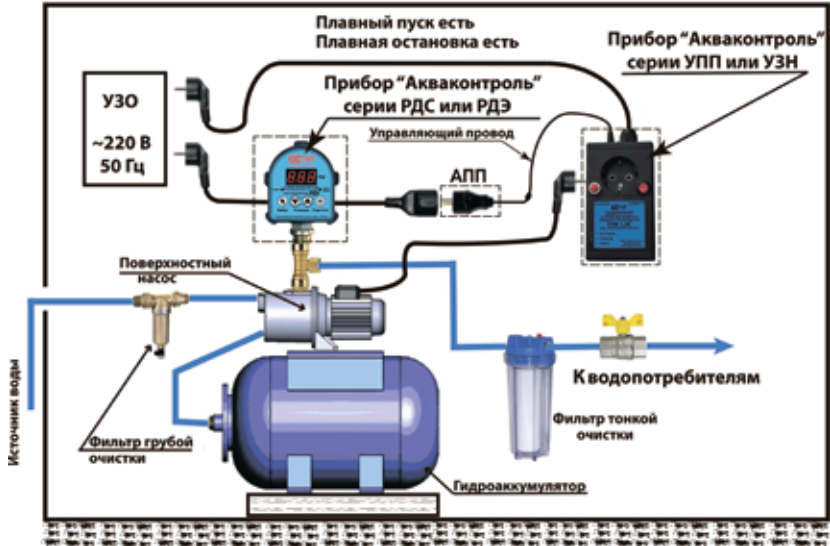 Плавный пуск есть
Плавная остановка есть
Прибор “Акваконтроль”
серии УПП или УЗН
УЗО
~220 В
50 Гц
Прибор “Акваконтроль”
серии РДС или РДЭ
Управляющий провод
АПП
Поверхностный
насос
Источник воды
Фильтр грубой
очистки
К водопотребителям
Фильтр тонкой
очистки
Гидроаккумулятор